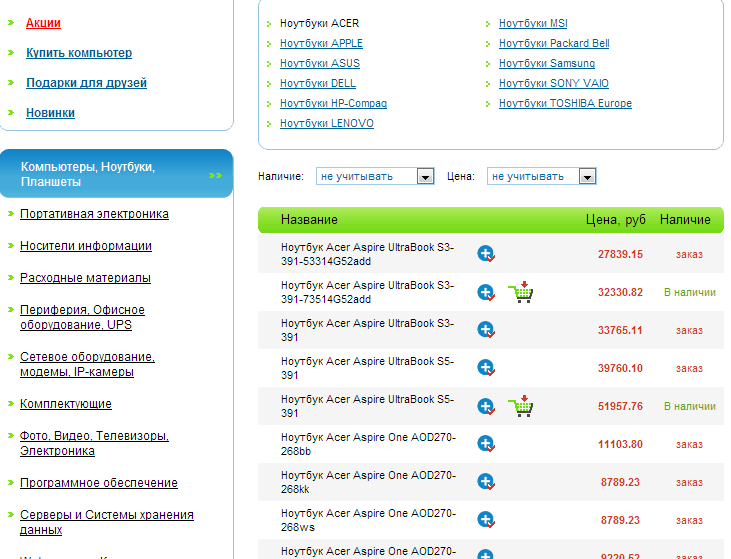 Акции
Купить компьютер
Подарки для друзей
Новинки
Компьютеры, Ноутбуки,
Планшеты
Портативная электроника
Носители информации
Расходные материалы
Периферия, Офисное
оборудование, UPS
Сетевое оборудование,
модемы, IP-камеры
Комплектующие
Фото, Видео, Телевизоры,
Электроника
Программное обеспечение
Серверы и Системы хранения
данных
Ноутбуки ACER
Ноутбуки APPLE
Ноутбуки ASUS
Ноутбуки DELL
Ноутбуки HP-Compaq
Ноутбуки LENOVO
Ноутбуки MSI
Ноутбуки Packard Bell
Ноутбуки Samsung
Ноутбуки SONY VAIO
Ноутбуки TOSHIBA Europe
Наличие: не учитывать Цена: не учитывать
Название Цена, руб Наличие
Ноутбук Acer Aspire UltraBook S3-
391-53314G52add 27839.15 заказ
Ноутбук Acer Aspire UltraBook S3-
391-73514G52add 32330.82 В наличии
Ноутбук Acer Aspire UltraBook S3-
391 33765.11 заказ
Ноутбук Acer Aspire UltraBook S5-
391 39760.10 заказ
Ноутбук Acer Aspire UltraBook S5-
391 51957.76 В наличии
Ноутбук Acer Aspire One AOD270-
268bb 11103.80 заказ
Ноутбук Acer Aspire One AOD270-
268kk 8789.23 заказ
Ноутбук Acer Aspire One AOD270-
268ws 8789.23 заказ
Ноутбук Acer Aspire One AOD270- 9220.52 заказ